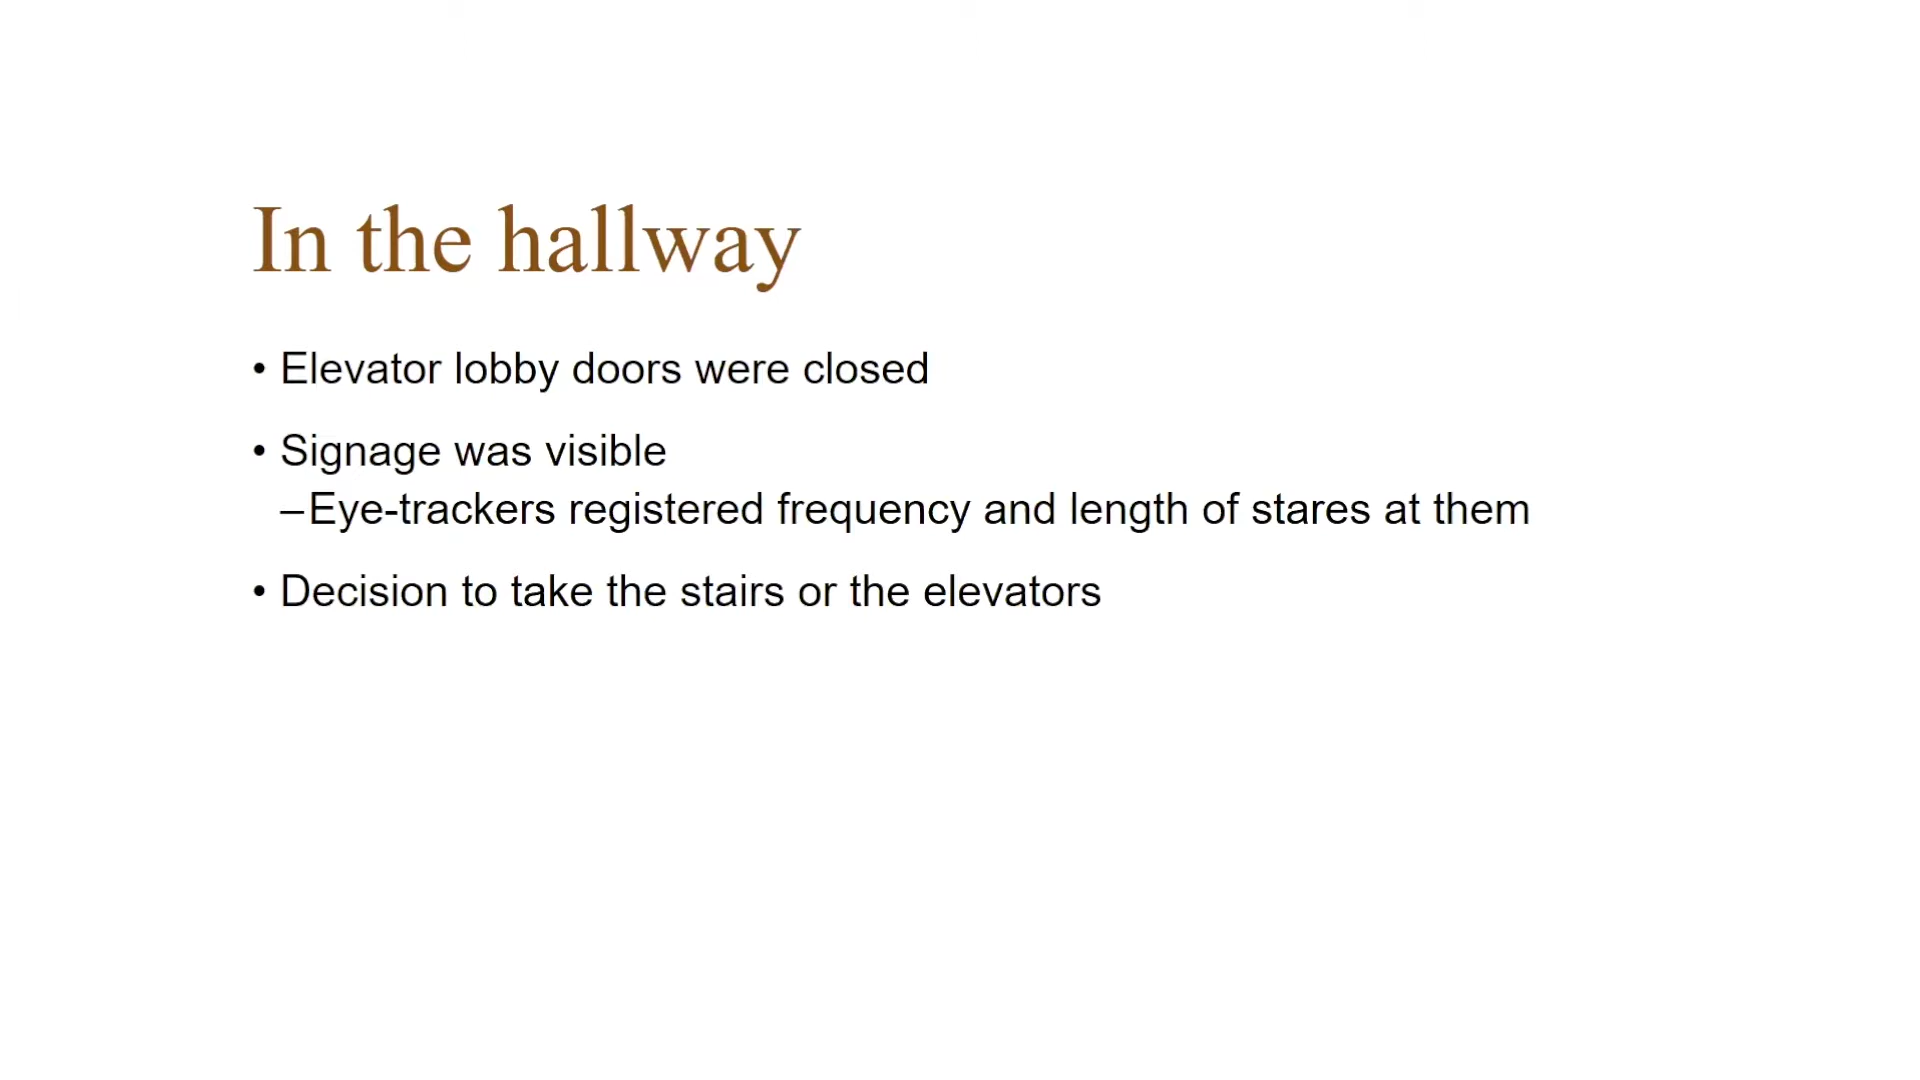 In the hallway
• Elevator lobby doors were closed
• Signage was visible
–Eye-trackers registered frequency and length of stares at them
• Decision to take the stairs or the elevators